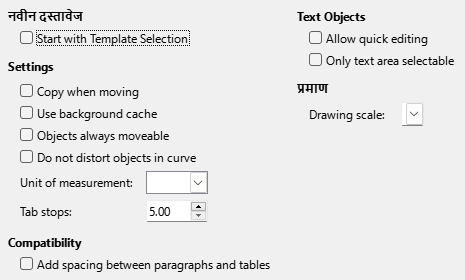 नवीन दस्तावेज
Start with Template Selection
Settings
Copy when moving
Use background cache
Objects always moveable
Do not distort objects in curve
Unit of measurement:
Tab stops: 5.00
Compatibility
Add spacing between paragraphs and tables
Text Objects
Allow quick editing
Only text area selectable
प्रमाण
Drawing scale: